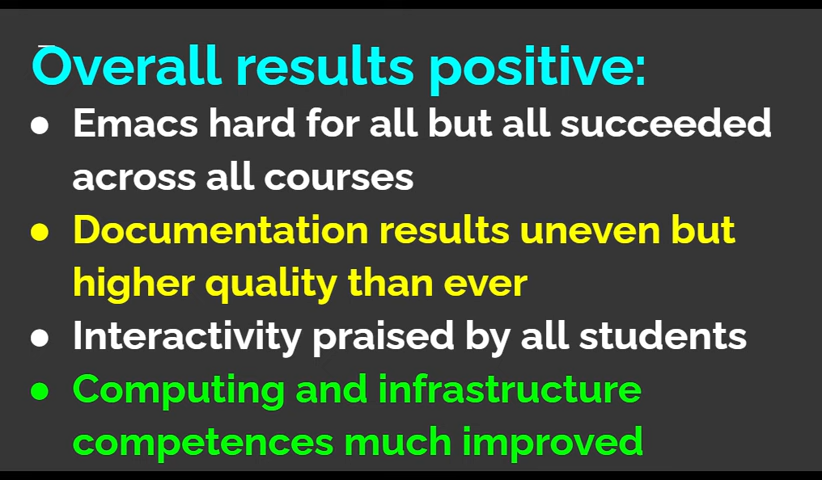 Overall results positive:
● Emacs hard for all but all succeeded
across all courses
● Documentation results uneven but
higher quality than ever
● Interactivity praised by all students
● Computing and infrastructure
competences much improved